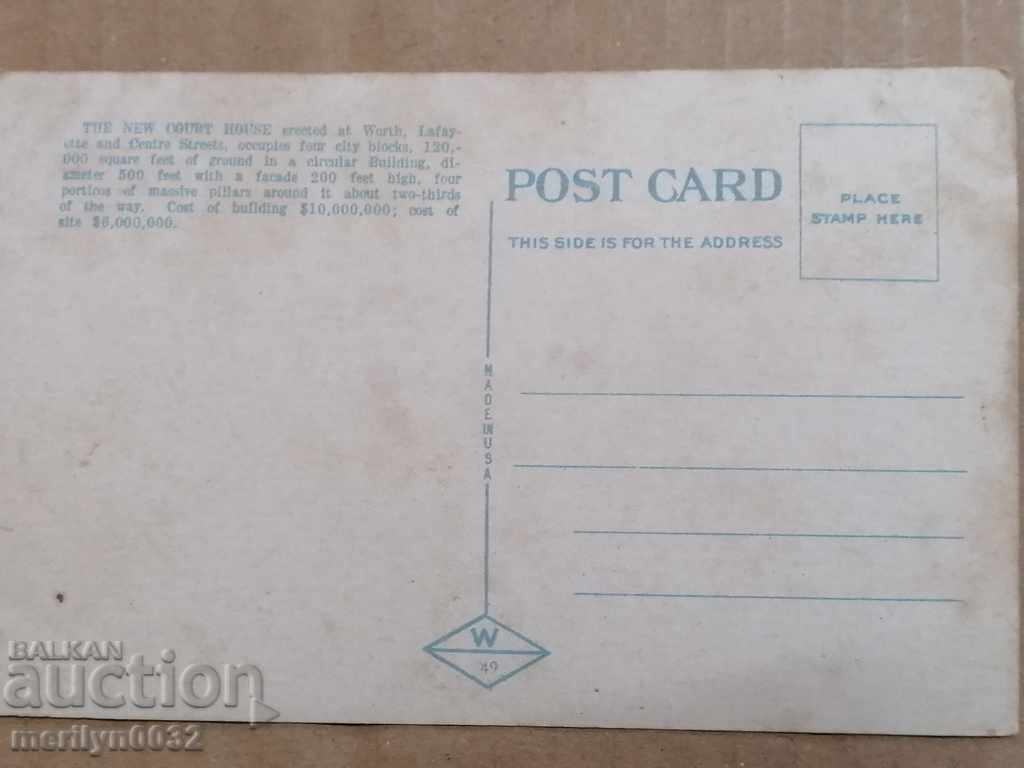 THE NEW COURT HOUSE erected at Worth, Lafay-
ette and Centre Streets, occupies four city blocks, 120,-
000 square feet of ground in a circular Building, di-
ameter 500 feet with a facade 200 feet high, four
portions of massive pillars around it about two-thirds
of the way. Cost of building $10,000,000; cost of
site $6,000,000.
POST CARD
THIS SIDE IS FOR THE ADDRESS
PLACE
STAMP HERE
MADE IN USA
W
49
BALKAN
auction
merilyn0032